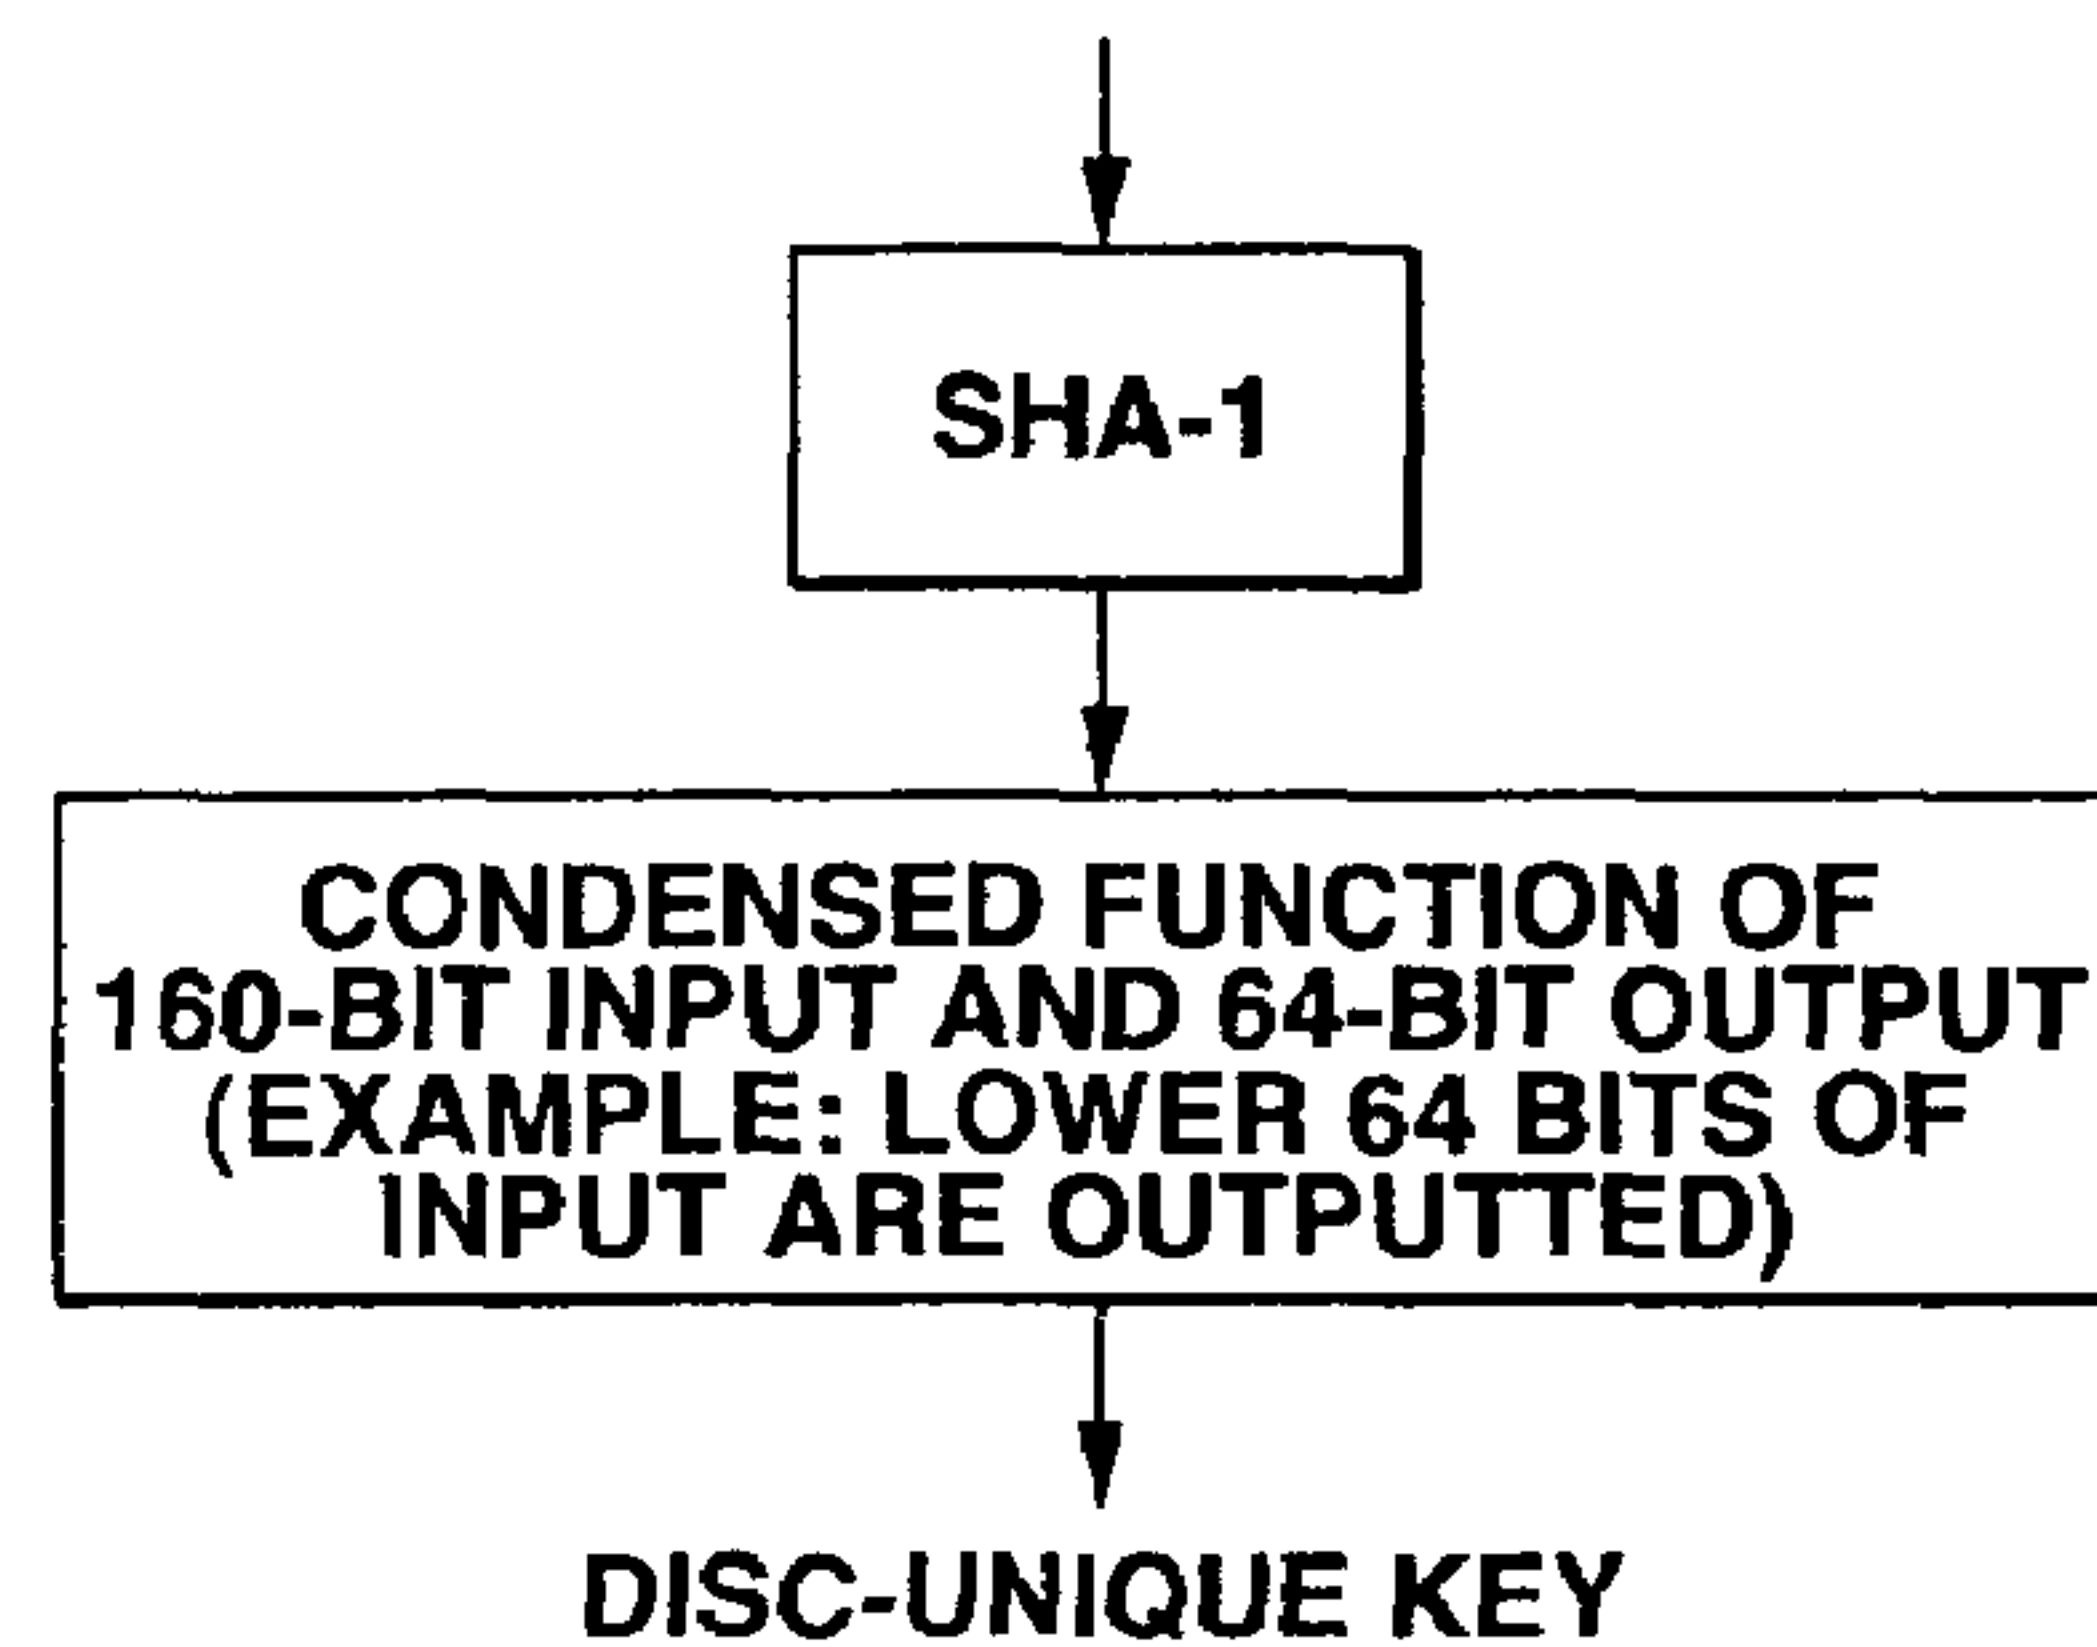 SHA-1
CONDENSED FUNCTION OF
160-BIT INPUT AND 64-BIT OUTPUT
(EXAMPLE: LOWER 64 BITS OF
INPUT ARE OUTPUTTED)
DISC-UNIQUE KEY